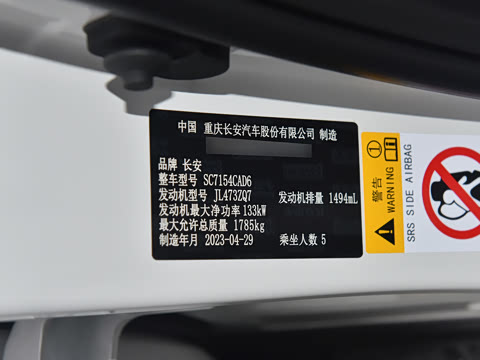 中国 重庆长安汽车股份有限公司 制造
品牌 长安
整车型号 SC7154CAD6
发动机型号 JL473ZQ7 发动机排量 1494mL
发动机最大净功率 133kW
最大允许总质量 1785kg
制造年月 2023-04-29 乘坐人数 5
警告
WARNING
SRS SIDE AIRBAG